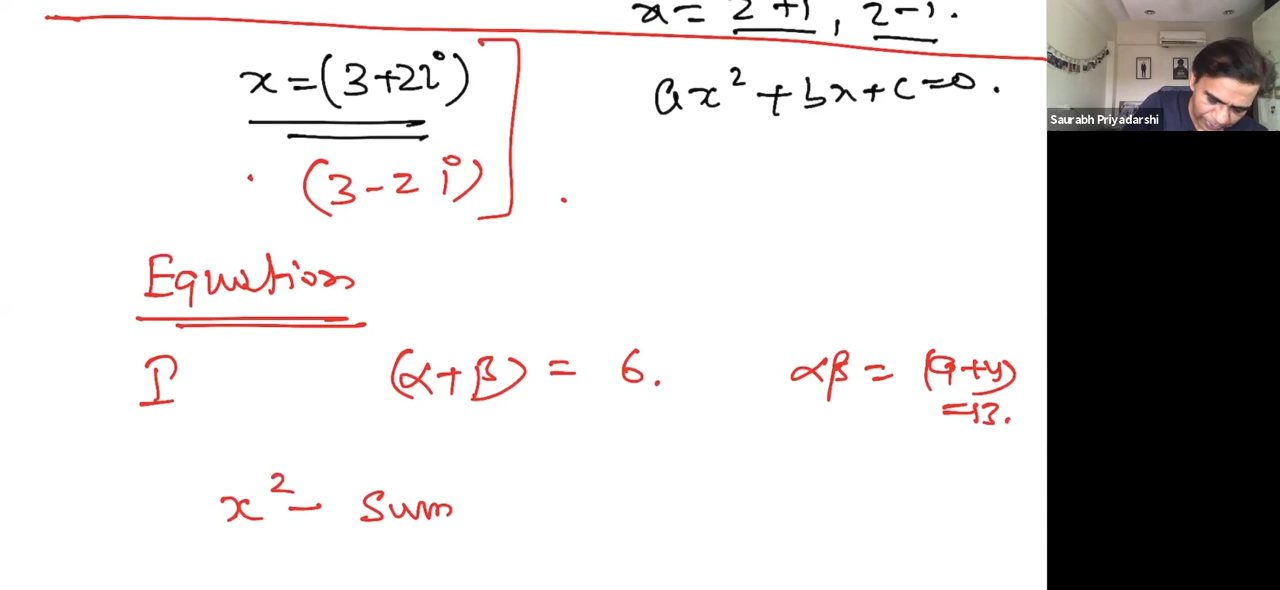 x = 2+i, 2-i.
x = (3+2i)
ax² + bx + c = 0.
Saurabh Priyadarshi
(3-2i)
Equation
I (α+β) = 6. αβ = (9+4)
=13.
x² - Sum